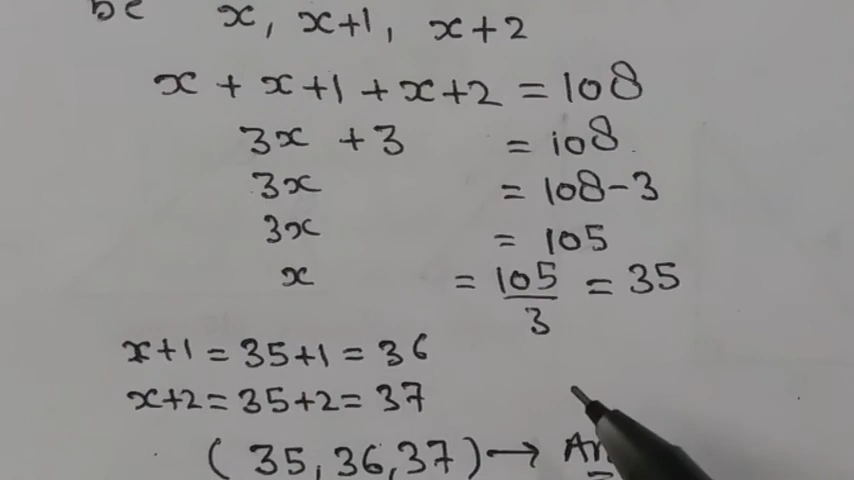 be x, x+1, x+2
x + x+1 + x+2 = 108
3x + 3 = 108
3x = 108-3
3x = 105
x = 105/3 = 35
x+1 = 35+1 = 36
x+2 = 35+2 = 37
(35, 36, 37) →